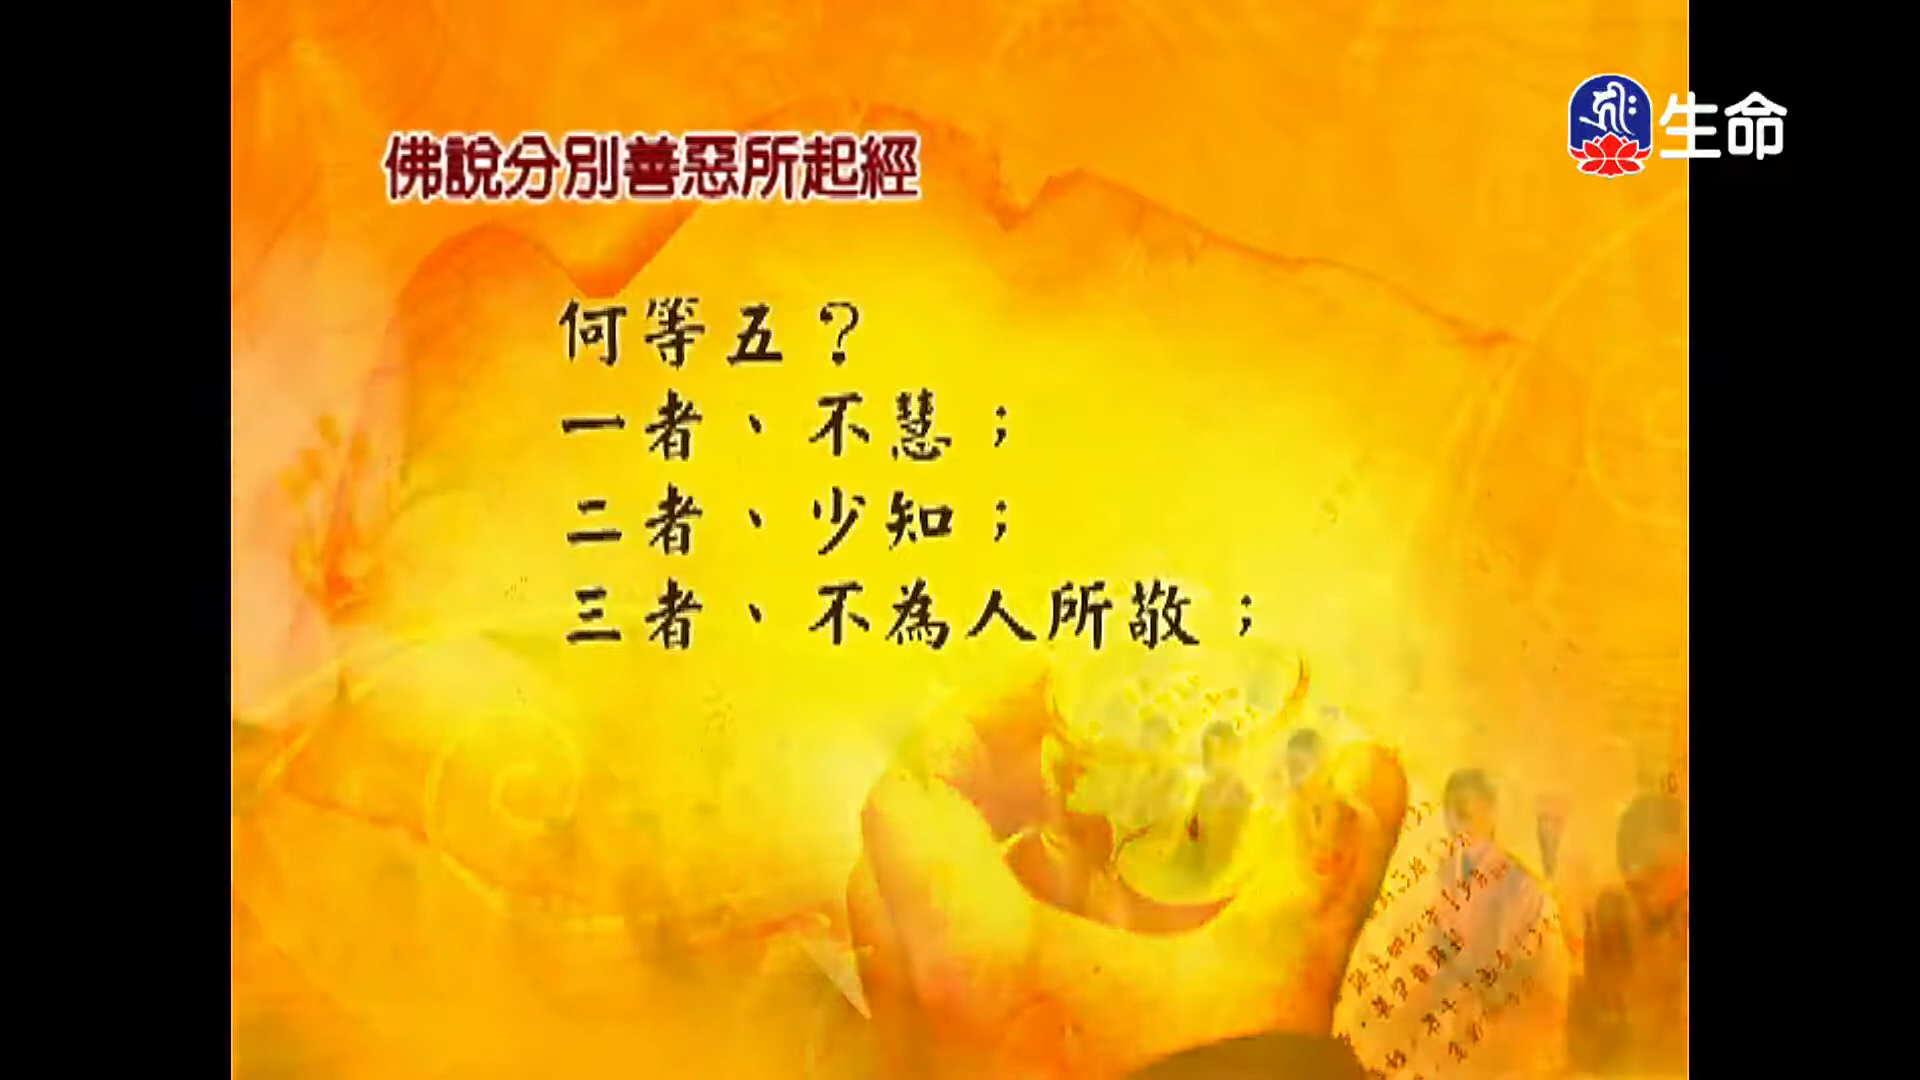 佛說分別善惡所起經
生命
何等五？
一者、不慧；
二者、少知；
三者、不為人所敬；